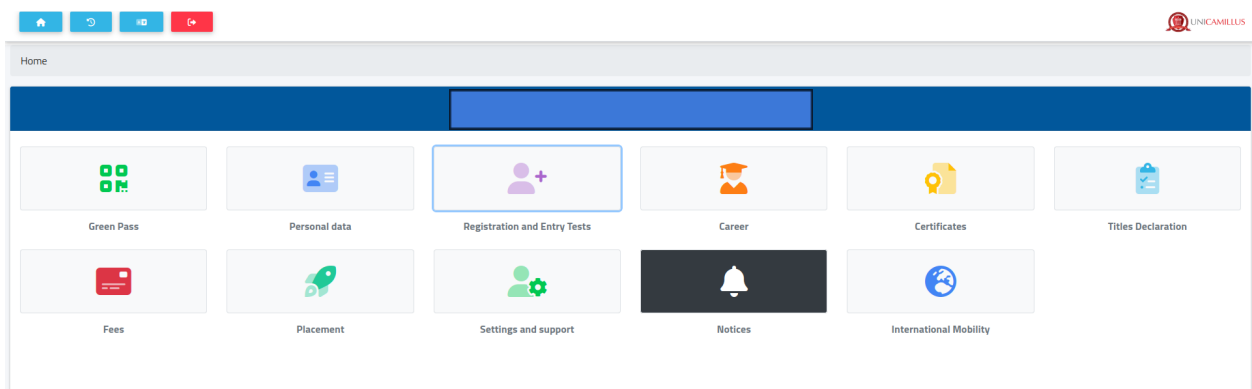 UNICAMILLUS
Home
Green Pass
Personal data
Registration and Entry Tests
Career
Certificates
Titles Declaration
Fees
Placement
Settings and support
Notices
International Mobility